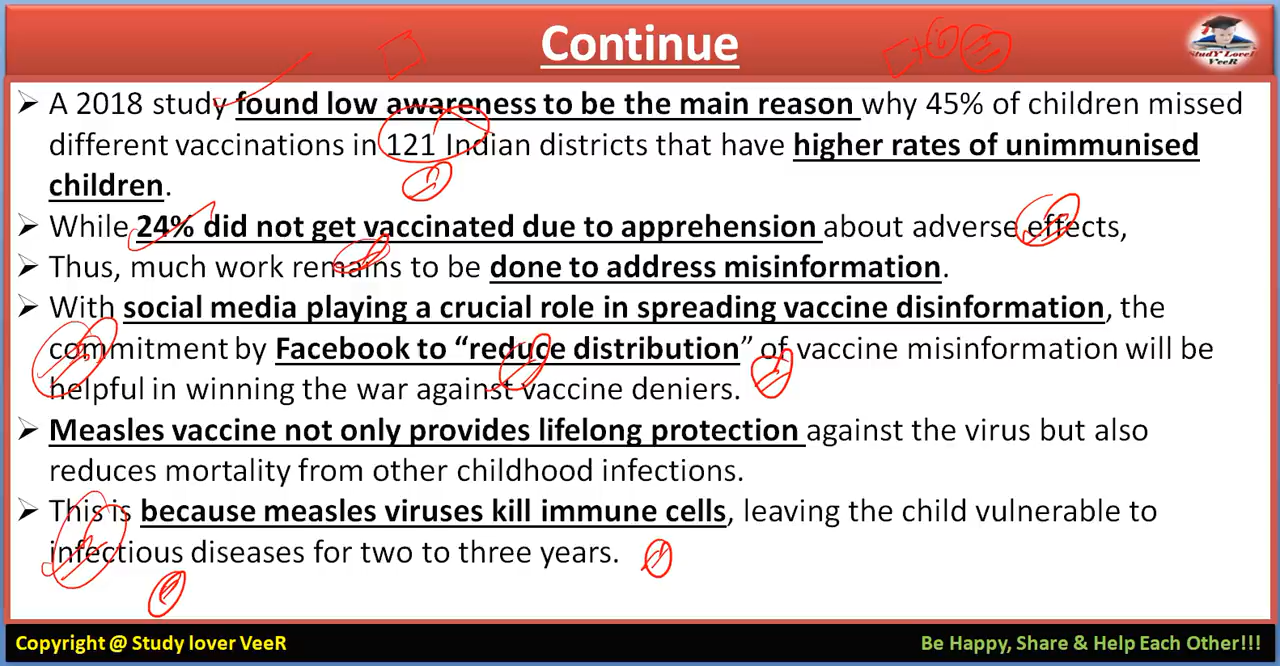 Continue
STUDY LOVER
VEER
➤ A 2018 study found low awareness to be the main reason why 45% of children missed
different vaccinations in 121 Indian districts that have higher rates of unimmunised
children.
➤ While 24% did not get vaccinated due to apprehension about adverse effects,
➤ Thus, much work remains to be done to address misinformation.
➤ With social media playing a crucial role in spreading vaccine disinformation, the
commitment by Facebook to “reduce distribution” of vaccine misinformation will be
helpful in winning the war against vaccine deniers.
➤ Measles vaccine not only provides lifelong protection against the virus but also
reduces mortality from other childhood infections.
➤ This is because measles viruses kill immune cells, leaving the child vulnerable to
infectious diseases for two to three years.
Copyright @ Study lover VeeR
Be Happy, Share & Help Each Other!!!